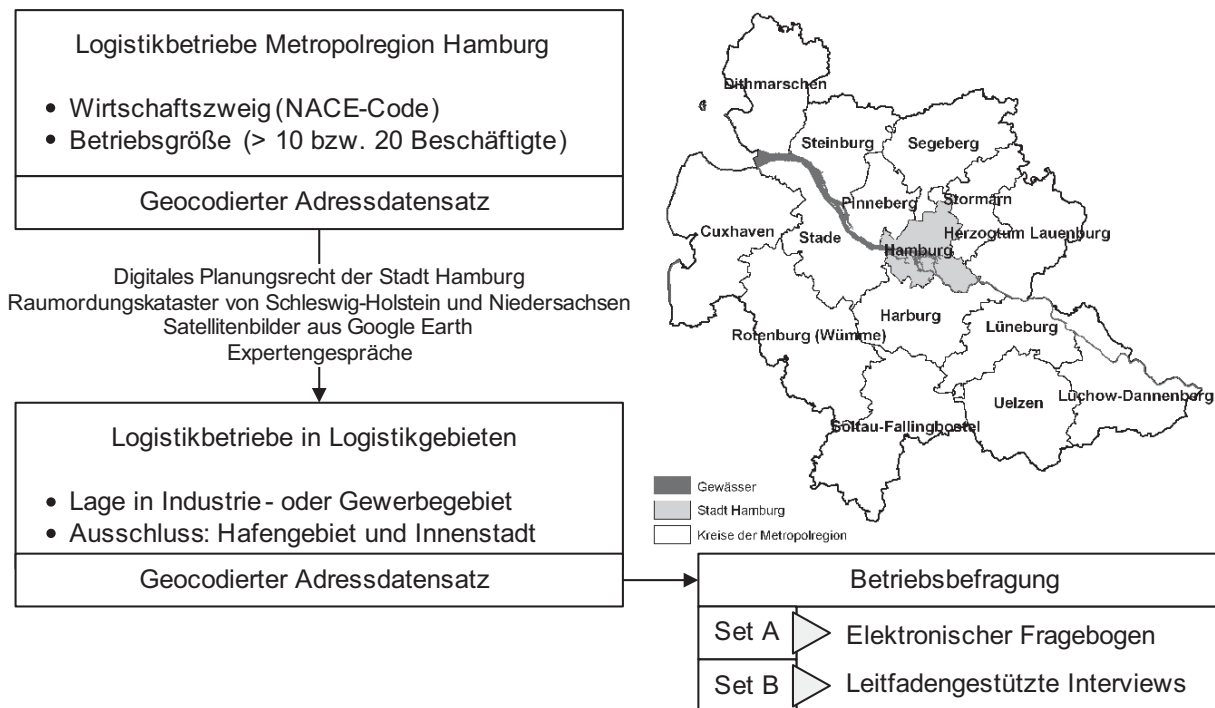 Logistikbetriebe Metropolregion Hamburg
• Wirtschaftszweig (NACE-Code)
• Betriebsgröße (> 10 bzw. 20 Beschäftigte)
Geocodierter Adressdatensatz
Digitales Planungsrecht der Stadt Hamburg
Raumordungskataster von Schleswig-Holstein und Niedersachsen
Satellitenbilder aus Google Earth
Expertengespräche
Logistikbetriebe in Logistikgebieten
• Lage in Industrie- oder Gewerbegebiet
• Ausschluss: Hafengebiet und Innenstadt
Geocodierter Adressdatensatz
Dithmarschen
Steinburg
Segeberg
Pinneberg
Stormarn
Cuxhaven
Stade
Herzogtum Lauenburg
Hamburg
Harburg
Lüneburg
Rotenburg (Wümme)
Uelzen
Lüchow-Dannenberg
Soltau-Fallingbostel
Gewässer
Stadt Hamburg
Kreise der Metropolregion
Betriebsbefragung
Set A
Elektronischer Fragebogen
Set B
Leitfadengestützte Interviews